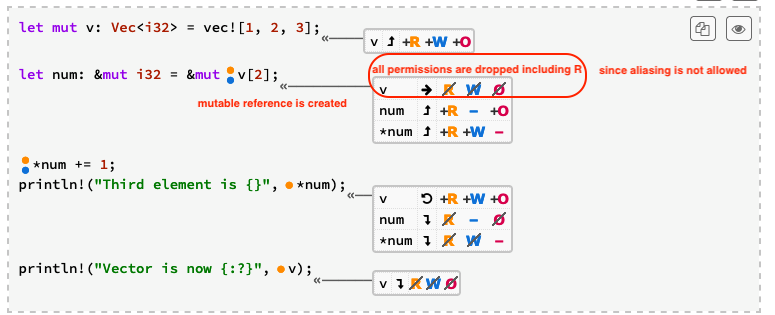 let mut v: Vec<i32> = vec![1, 2, 3];
« v ↥ +R +W +O
all permissions are dropped including R since aliasing is not allowed
let num: &mut i32 = &mut v[2];
« v → R W O
mutable reference is created
num ↥ +R - +O
*num ↥ +R +W -
*num += 1;
println!("Third element is {}", *num);
« v ↻ +R +W +O
num ↧ R - O
*num ↧ R W -
println!("Vector is now {:?}", v);
« v ↧ R W O